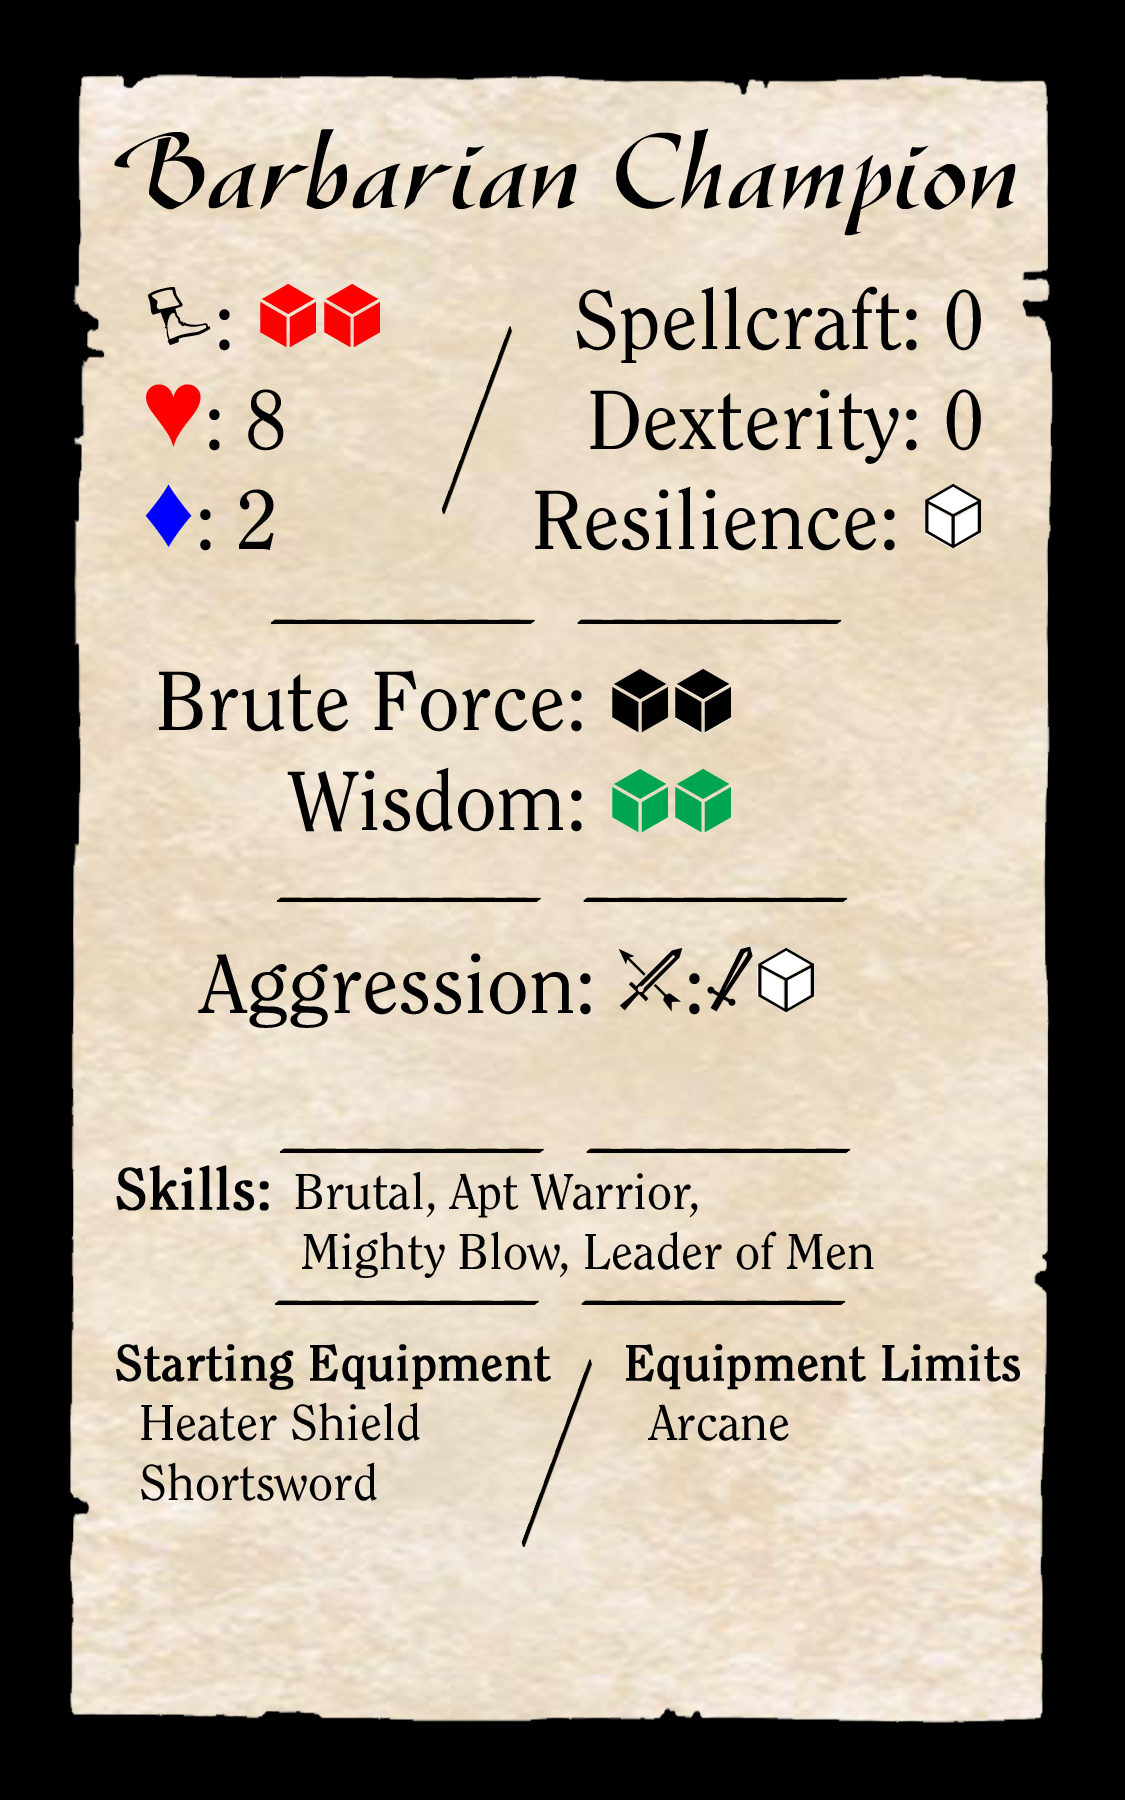 Barbarian Champion
: 
Spellcraft: 0
♥: 8
Dexterity: 0
♦: 2
Resilience:
Brute Force:
Wisdom:
Aggression: :
Skills: Brutal, Apt Warrior,
Mighty Blow, Leader of Men
Starting Equipment
Heater Shield
Shortsword
Equipment Limits
Arcane